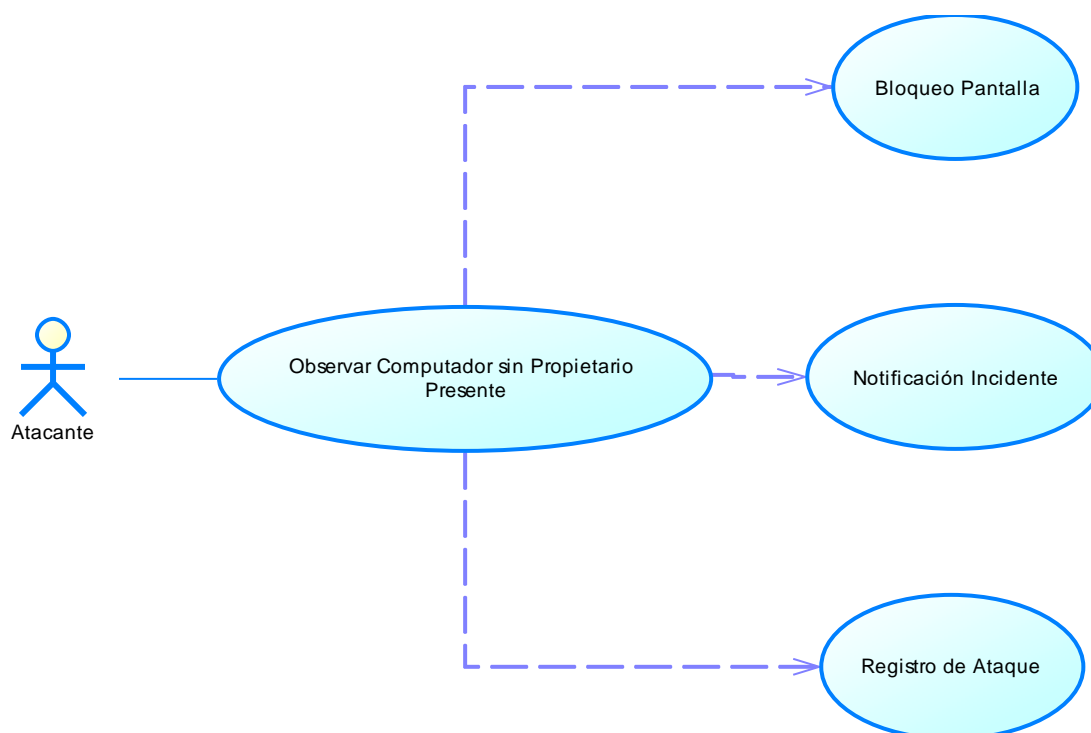 Bloqueo Pantalla
Observar Computador sin Propietario
Presente
Notificación Incidente
Atacante
Registro de Ataque